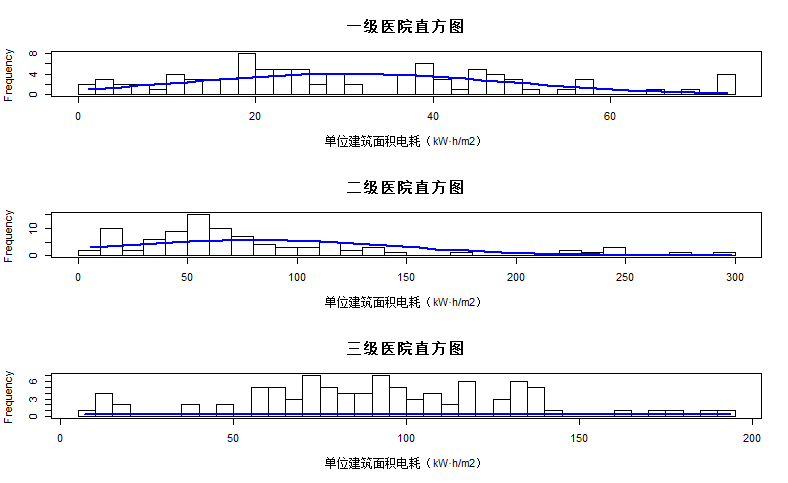 一级医院直方图
Frequency
0 4 8
0 20 40 60
单位建筑面积电耗（kW·h/m2）
二级医院直方图
Frequency
0 10
0 50 100 150 200 250 300
单位建筑面积电耗（kW·h/m2）
三级医院直方图
Frequency
0 3 6
0 50 100 150 200
单位建筑面积电耗（kW·h/m2）